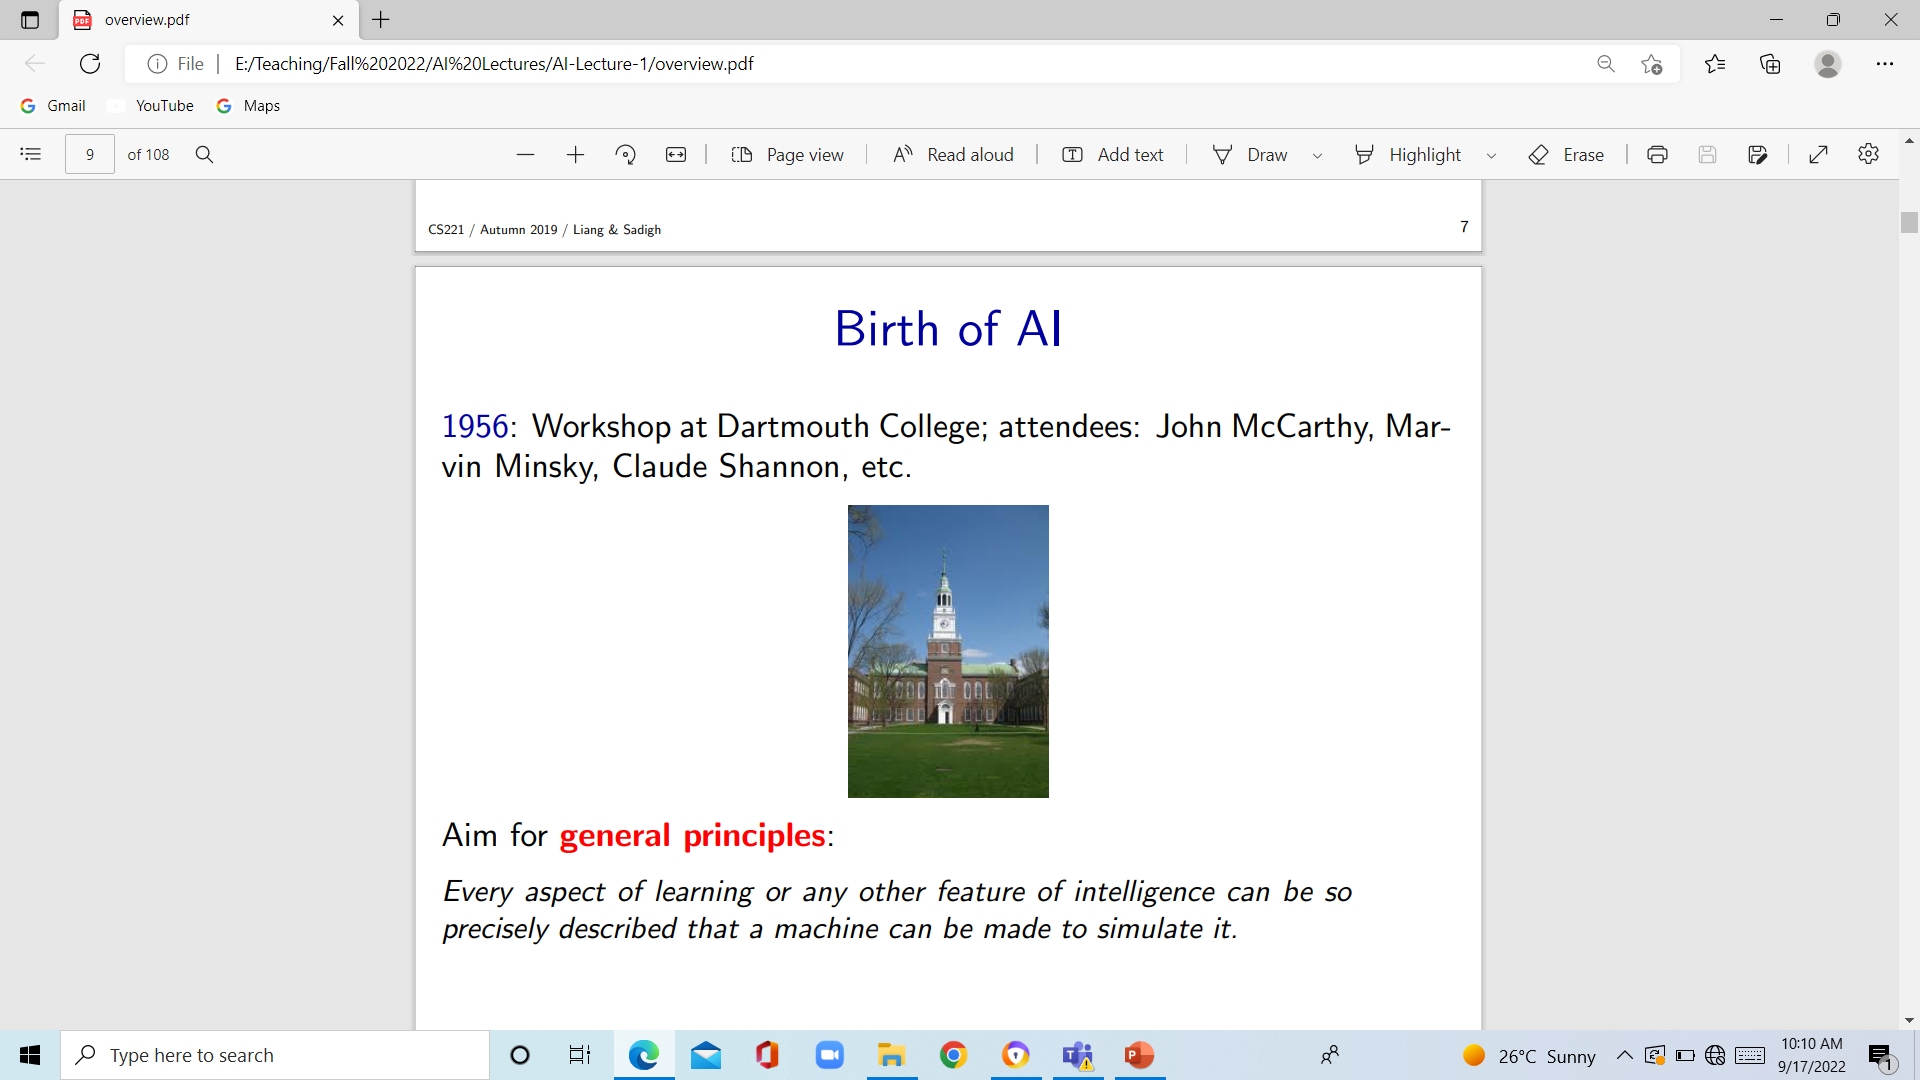 overview.pdf
File
E:/Teaching/Fall%202022/AI%20Lectures/AI-Lecture-1/overview.pdf
Gmail
YouTube
Maps
9
of 108
Page view
Read aloud
Add text
Draw
Highlight
Erase
CS221 / Autumn 2019 / Liang & Sadigh
7
Birth of AI
1956: Workshop at Dartmouth College; attendees: John McCarthy, Mar-
vin Minsky, Claude Shannon, etc.
Aim for general principles:
Every aspect of learning or any other feature of intelligence can be so
precisely described that a machine can be made to simulate it.
Type here to search
26°C Sunny
10:10 AM
9/17/2022
1